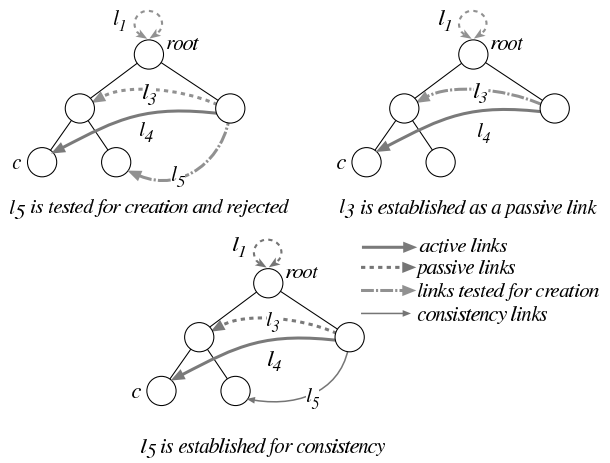 l1
root
l3
l4
c
l5
l5 is tested for creation and rejected
l1
root
l3
l4
c
l3 is established as a passive link
l1
root
l3
l4
c
l5
l5 is established for consistency
active links
passive links
links tested for creation
consistency links